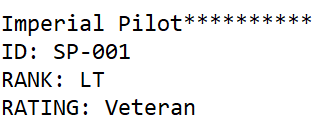 Imperial Pilot**********
ID: SP-001
RANK: LT
RATING: Veteran